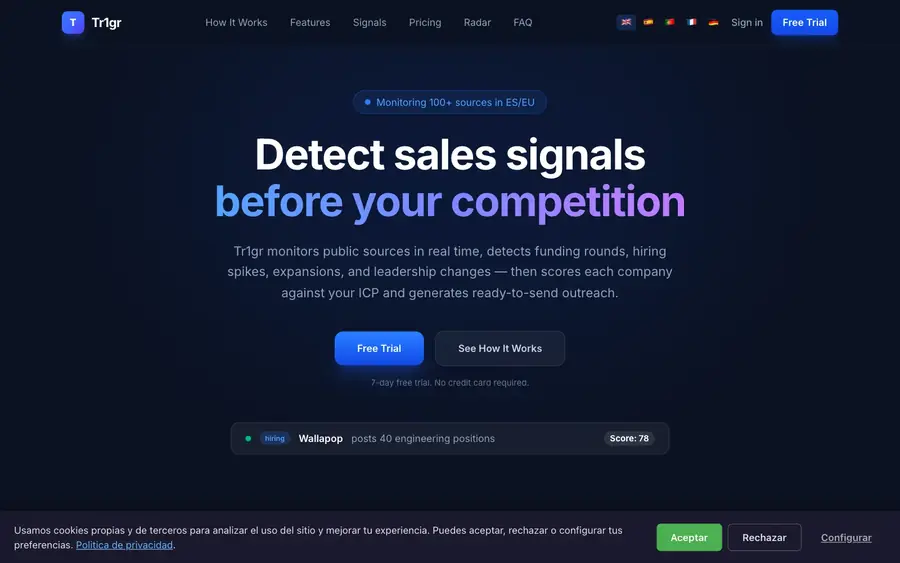 T Tr1gr How It Works Features Signals Pricing Radar FAQ Sign in Free Trial
Monitoring 100+ sources in ES/EU
Detect sales signals
before your competition
Tr1gr monitors public sources in real time, detects funding rounds, hiring
spikes, expansions, and leadership changes — then scores each company
against your ICP and generates ready-to-send outreach.
Free Trial See How It Works
7-day free trial. No credit card required.
hiring Wallapop posts 40 engineering positions Score: 78
Usamos cookies propias y de terceros para analizar el uso del sitio y mejorar tu experiencia. Puedes aceptar, rechazar o configurar tus
preferencias. Política de privacidad.
Aceptar Rechazar Configurar